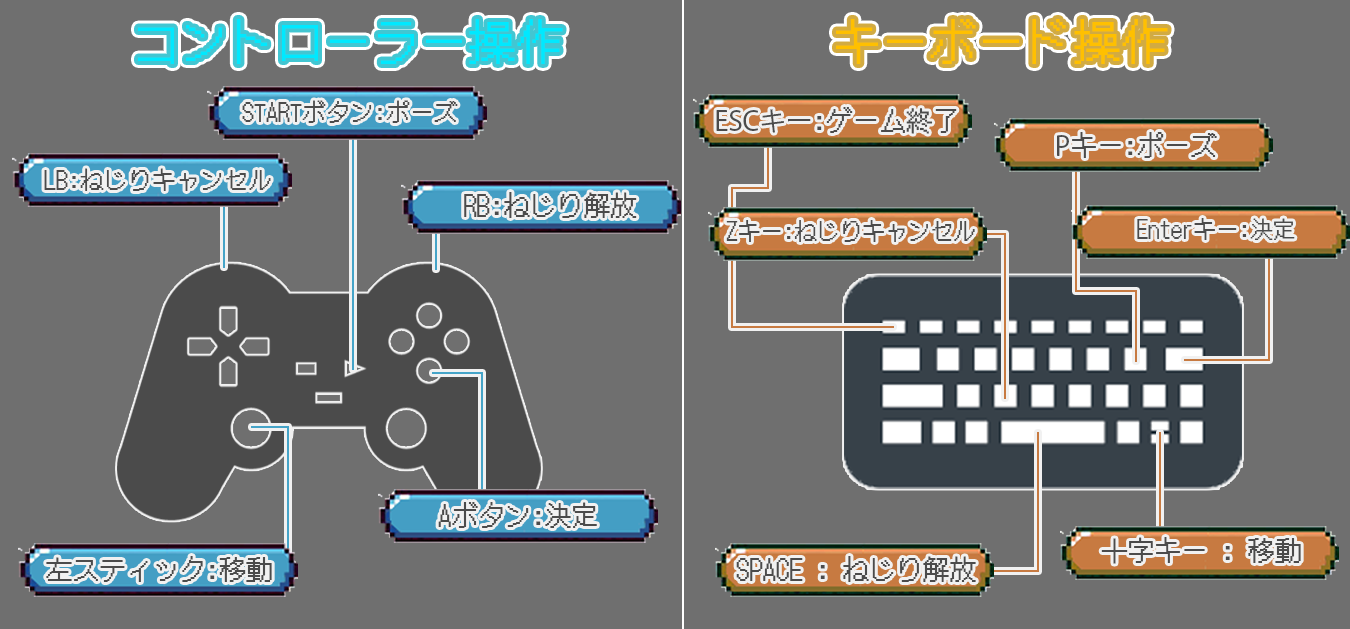 コントローラー操作
STARTボタン:ポーズ
LB:ねじりキャンセル
RB:ねじり解放
Aボタン:決定
左スティック:移動
キーボード操作
ESCキー:ゲーム終了
Pキー:ポーズ
Zキー:ねじりキャンセル
Enterキー:決定
SPACE : ねじり解放
十字キー : 移動